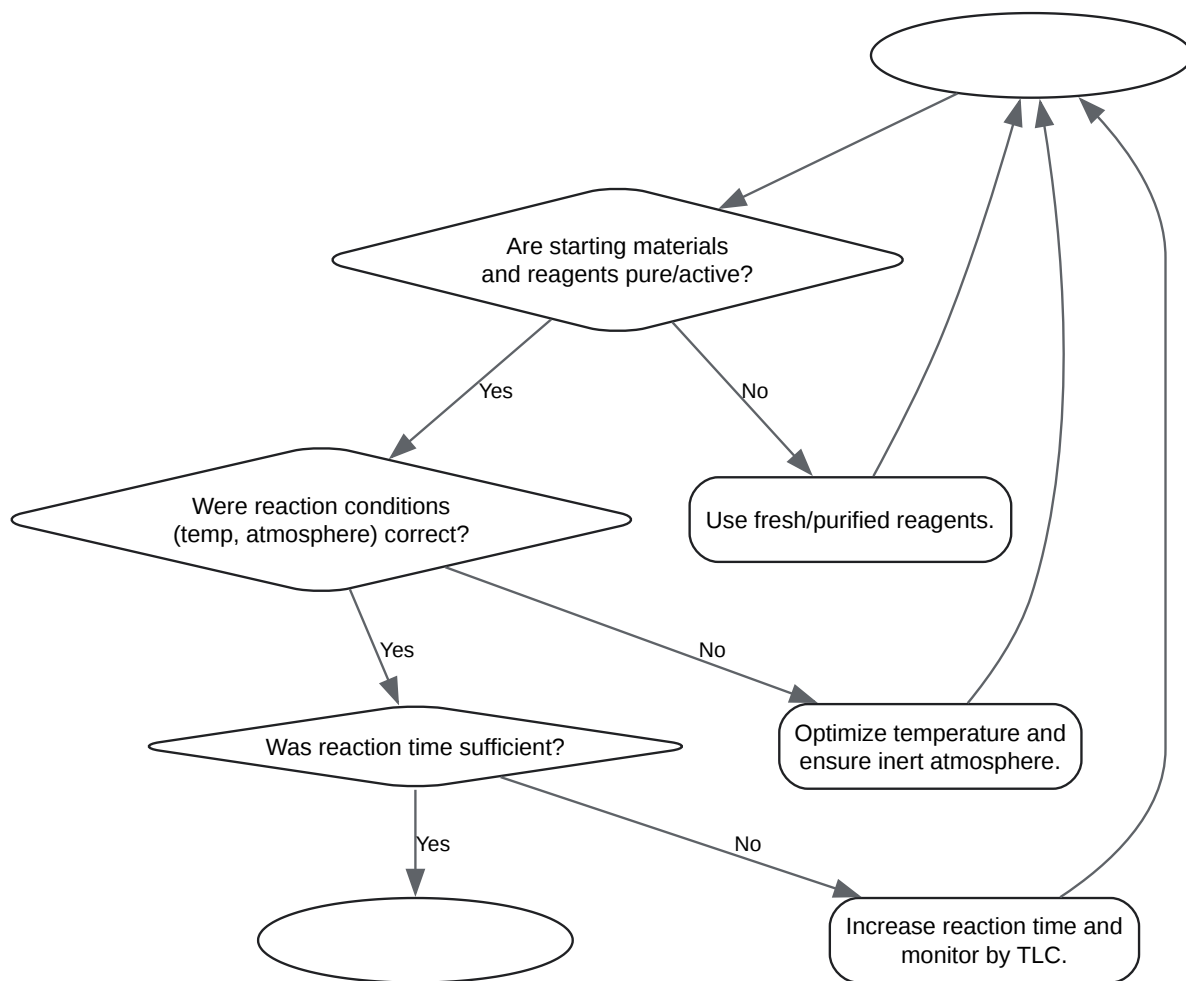 Are starting materials
and reagents pure/active?
Yes
No
Were reaction conditions
(temp, atmosphere) correct?
Use fresh/purified reagents.
Yes
No
Was reaction time sufficient?
Optimize temperature and
ensure inert atmosphere.
Yes
No
Increase reaction time and
monitor by TLC.